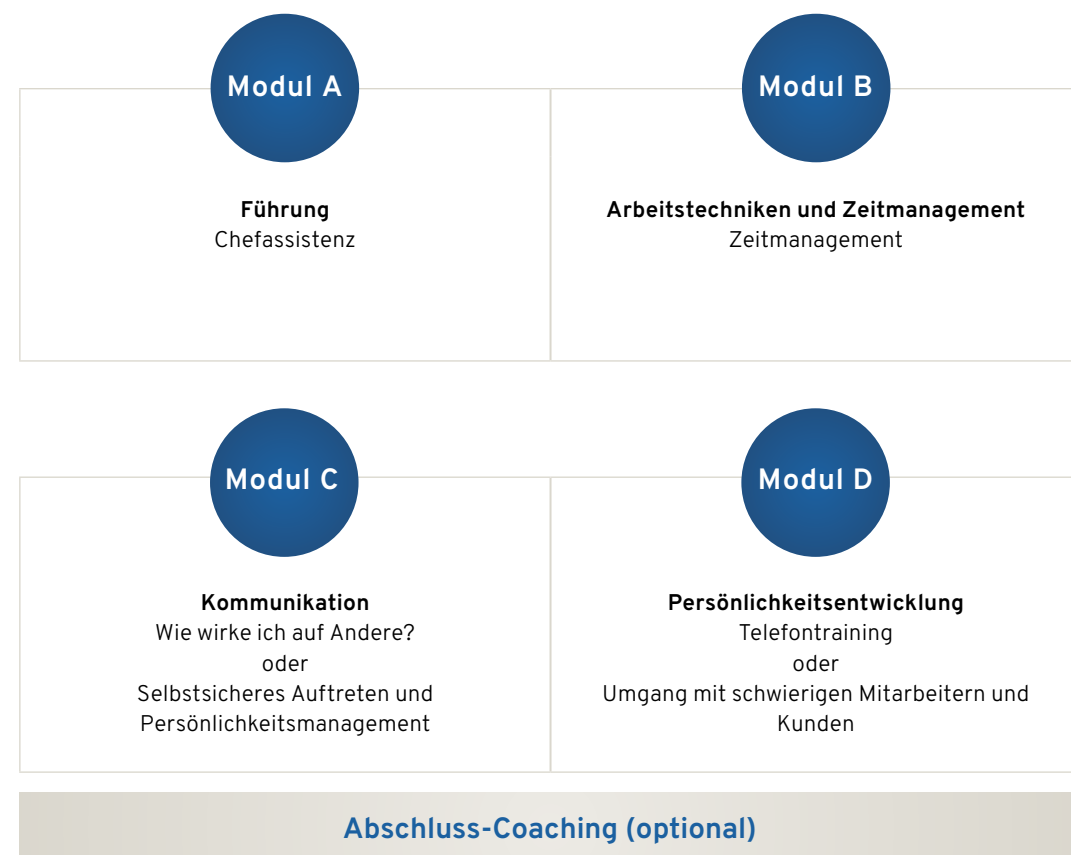 Modul A
Führung
Chefassistenz
Modul B
Arbeitstechniken und Zeitmanagement
Zeitmanagement
Modul C
Kommunikation
Wie wirke ich auf Andere?
oder
Selbstsicheres Auftreten und
Persönlichkeitsmanagement
Modul D
Persönlichkeitsentwicklung
Telefontraining
oder
Umgang mit schwierigen Mitarbeitern und
Kunden
Abschluss-Coaching (optional)